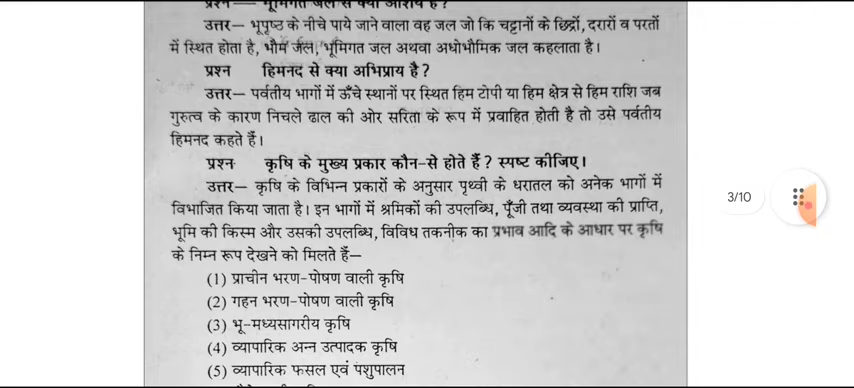 प्रश्न— भूमिगत जल से क्या आशय है?
उत्तर— भूपृष्ठ के नीचे पाये जाने वाला वह जल जो कि चट्टानों के छिद्रों, दरारों व परतों
में स्थित होता है, भौम जल, भूमिगत जल अथवा अधोभौमिक जल कहलाता है।
प्रश्न हिमनद से क्या अभिप्राय है?
उत्तर— पर्वतीय भागों में ऊँचे स्थानों पर स्थित हिम टोपी या हिम क्षेत्र से हिम राशि जब
गुरुत्व के कारण निचले ढाल की ओर सरिता के रूप में प्रवाहित होती है तो उसे पर्वतीय
हिमनद कहते हैं।
प्रश्न कृषि के मुख्य प्रकार कौन-से होते हैं? स्पष्ट कीजिए।
उत्तर— कृषि के विभिन्न प्रकारों के अनुसार पृथ्वी के धरातल को अनेक भागों में
विभाजित किया जाता है। इन भागों में श्रमिकों की उपलब्धि, पूँजी तथा व्यवस्था की प्राप्ति,
भूमि की किस्म और उसकी उपलब्धि, विविध तकनीक का प्रभाव आदि के आधार पर कृषि
के निम्न रूप देखने को मिलते हैं—
(1) प्राचीन भरण-पोषण वाली कृषि
(2) गहन भरण-पोषण वाली कृषि
(3) भू-मध्यसागरीय कृषि
(4) व्यापारिक अन्न उत्पादक कृषि
(5) व्यापारिक फसल एवं पशुपालन
3/10